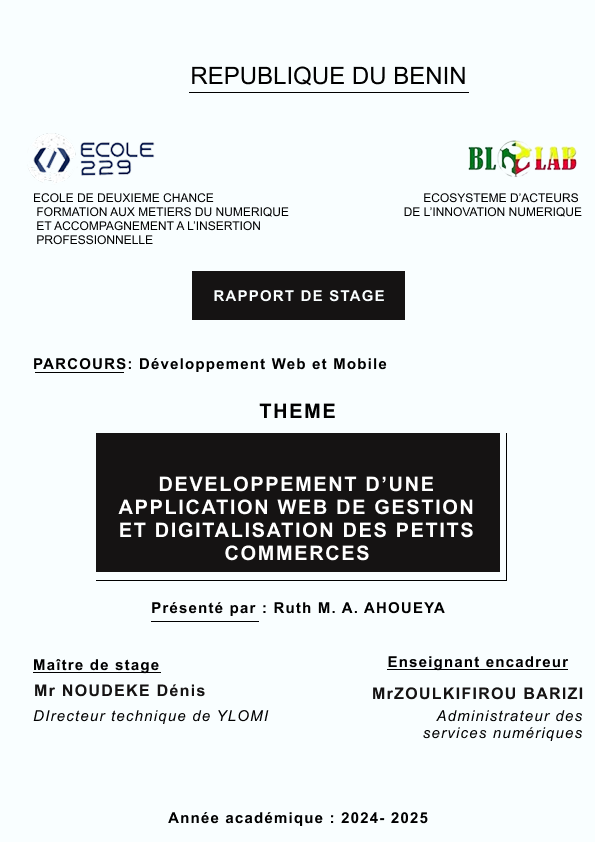 REPUBLIQUE DU BENIN
ECOLE
229
BL LAB
ECOLE DE DEUXIEME CHANCE
FORMATION AUX METIERS DU NUMERIQUE
ET ACCOMPAGNEMENT A L'INSERTION
PROFESSIONNELLE
ECOSYSTEME D'ACTEURS
DE L'INNOVATION NUMERIQUE
RAPPORT DE STAGE
PARCOURS: Développement Web et Mobile
THEME
DEVELOPPEMENT D'UNE
APPLICATION WEB DE GESTION
ET DIGITALISATION DES PETITS
COMMERCES
Présenté par : Ruth M. A. AHOUEYA
Maître de stage
Mr NOUDEKE Dénis
DIrecteur technique de YLOMI
Enseignant encadreur
MrZOULKIFIROU BARIZI
Administrateur des
services numériques
Année académique : 2024- 2025